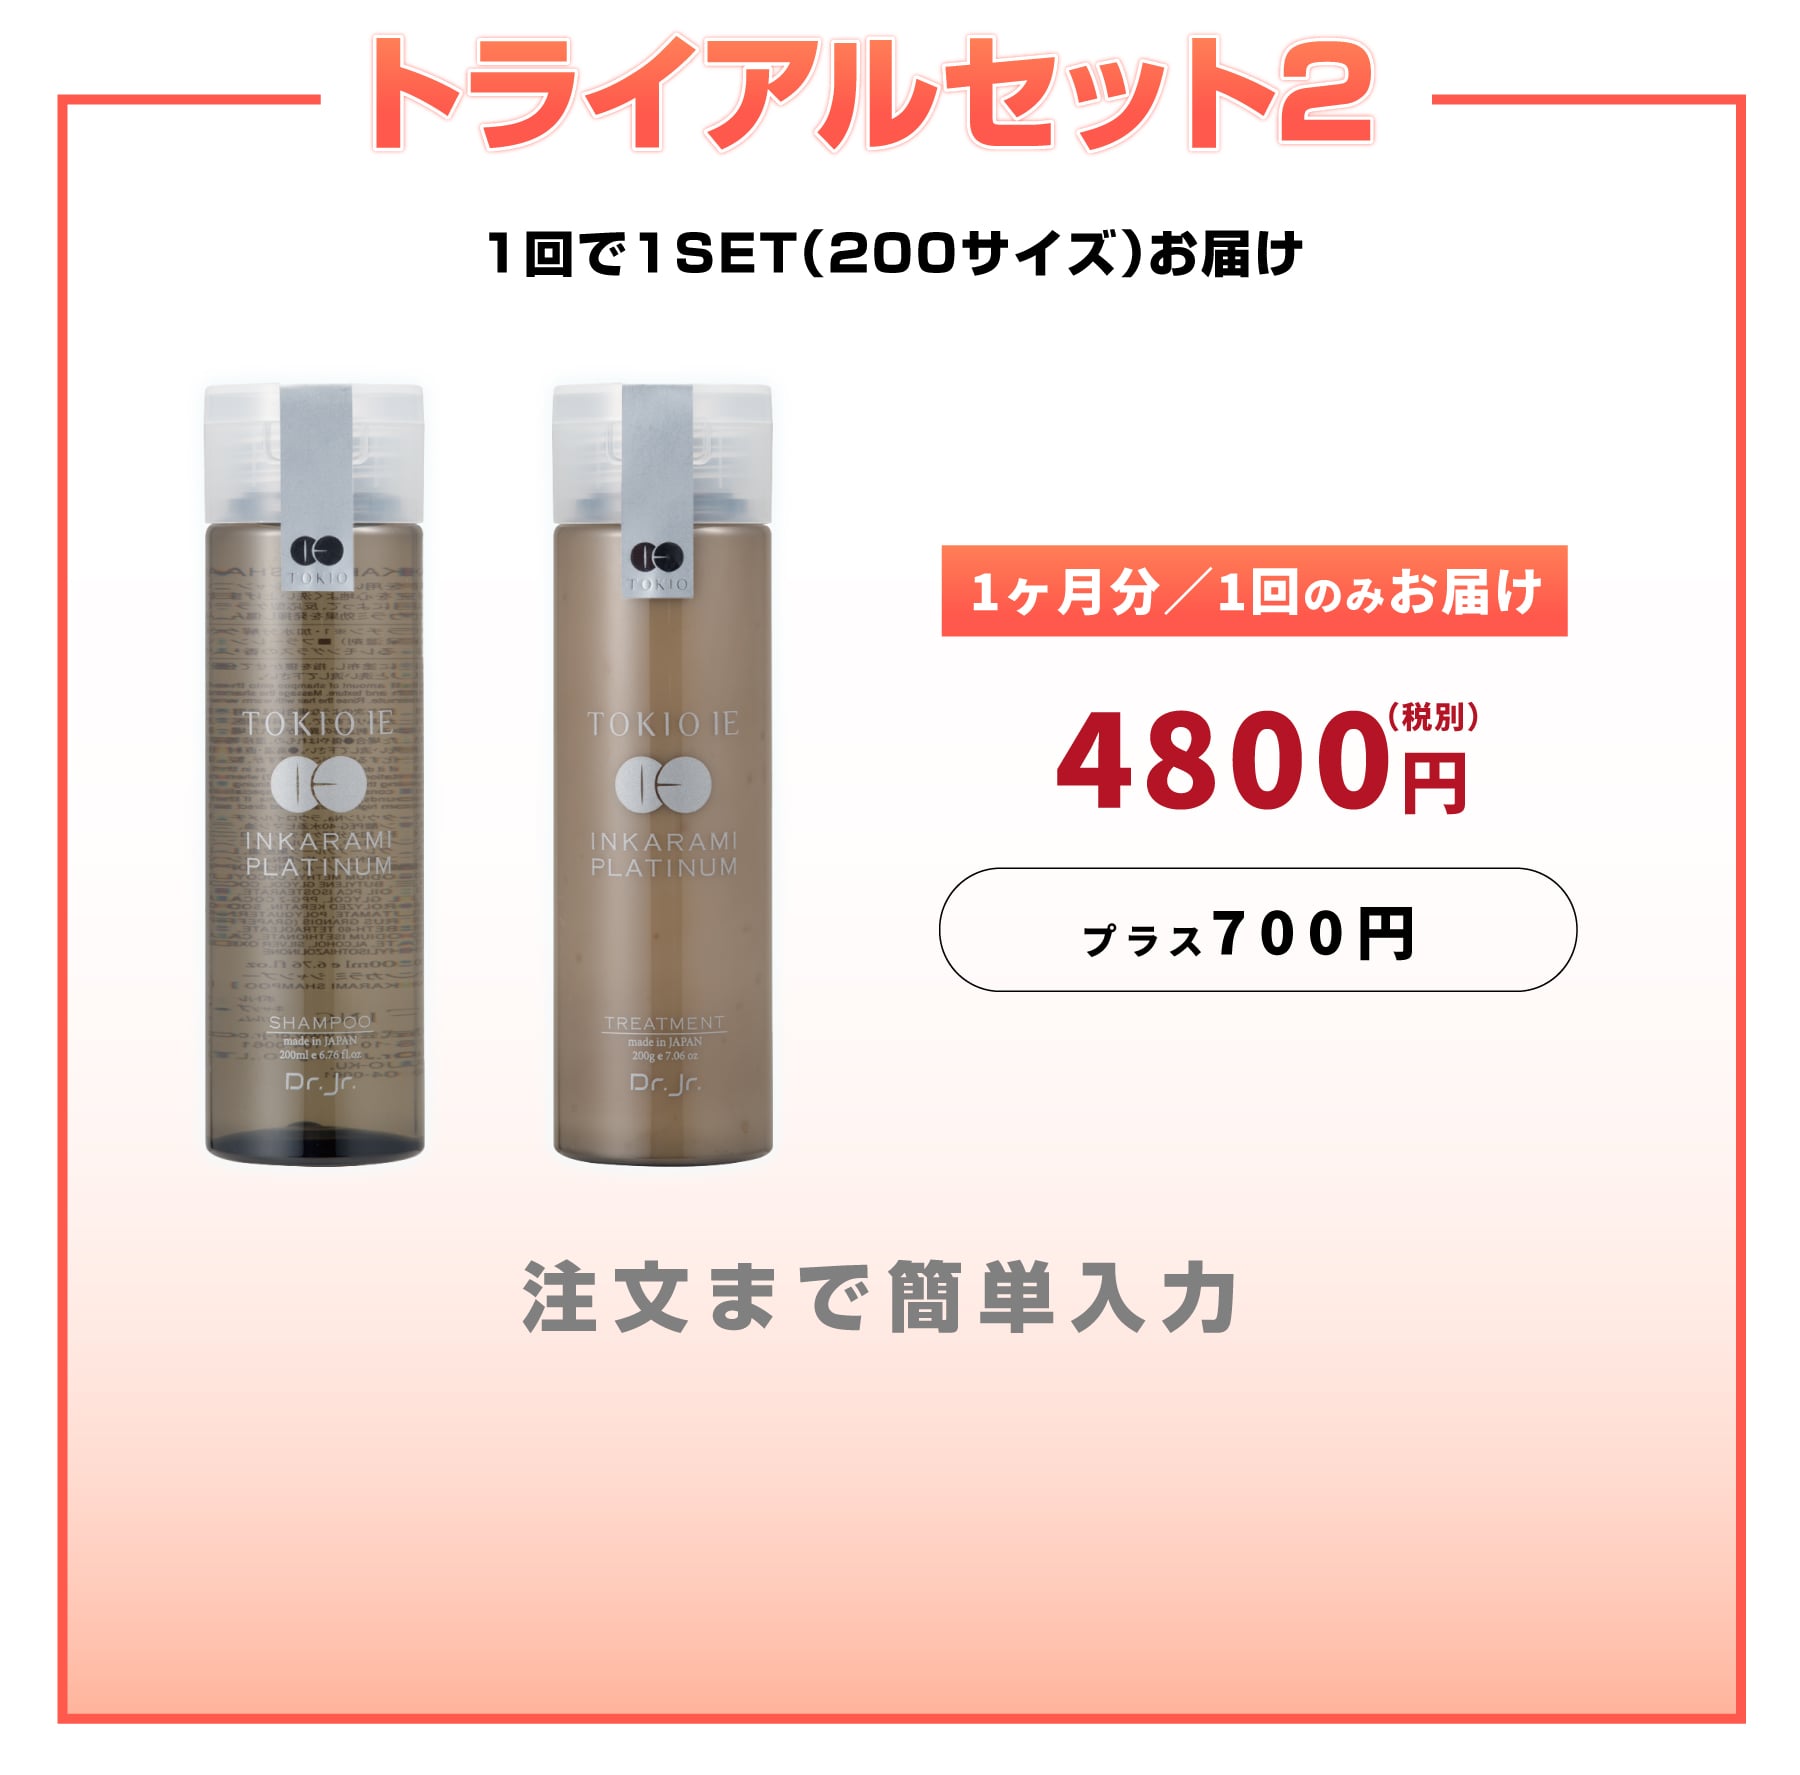 トライアルセット2
1回で1SET(200サイズ)お届け
TOKIO
TOKIO IE
INKARAMI
PLATINUM
SHAMPOO
made in JAPAN
200ml e 6.76 fl.oz
Dr.Jr.
TOKIO
TOKIO IE
INKARAMI
PLATINUM
TREATMENT
made in JAPAN
200g e 7.06 oz
Dr.Jr.
1ヶ月分／1回のみお届け
4800円(税別)
プラス700円
注文まで簡単入力